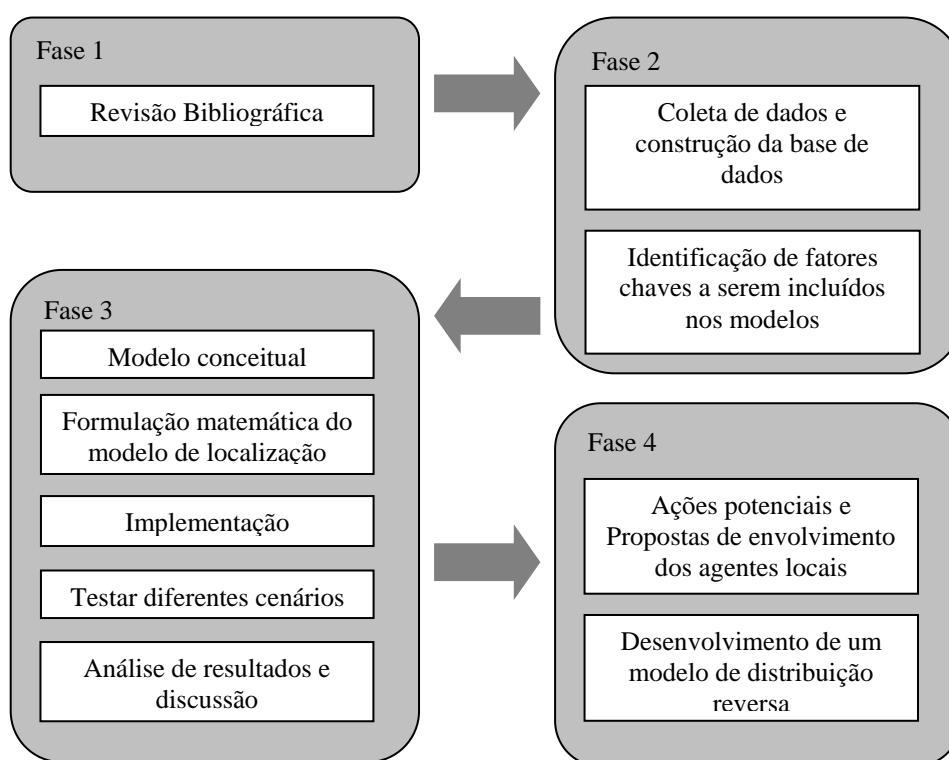 Fase 1
Revisão Bibliográfica
Fase 2
Coleta de dados e
construção da base de
dados
Identificação de fatores
chaves a serem incluídos
nos modelos
Fase 3
Modelo conceitual
Formulação matemática do
modelo de localização
Implementação
Testar diferentes cenários
Análise de resultados e
discussão
Fase 4
Ações potenciais e
Propostas de envolvimento
dos agentes locais
Desenvolvimento de um
modelo de distribuição
reversa